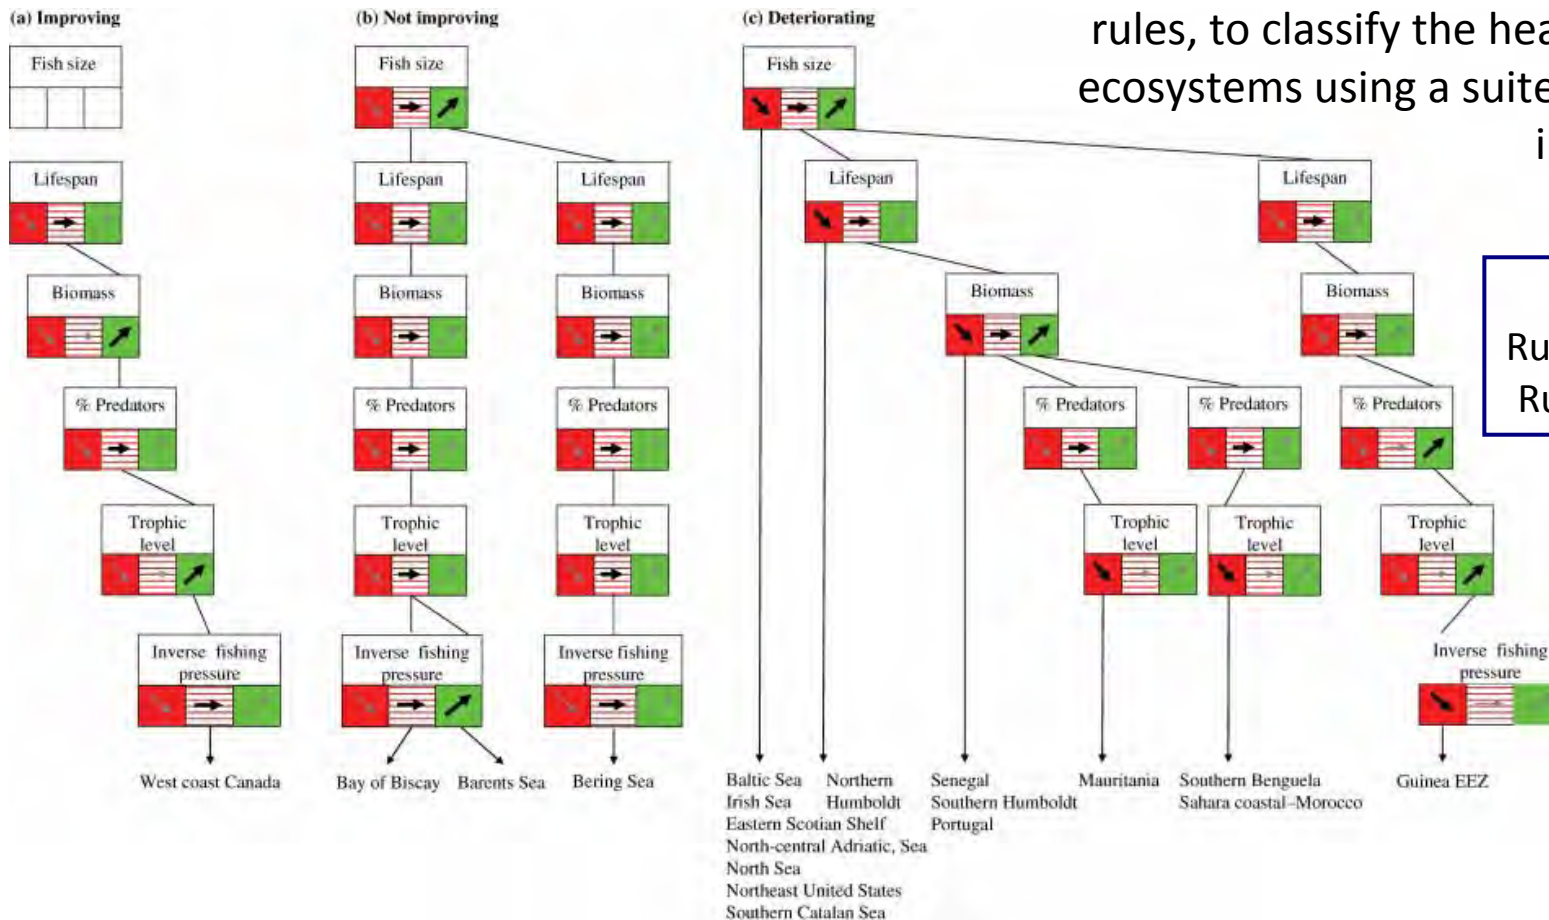 (a) Improving
(b) Not improving
(c) Deteriorating
rules, to classify the hea
ecosystems using a suite
i
Ru
Ru
Fish size
Lifespan
Biomass
% Predators
Trophic
level
Inverse fishing
pressure
West coast Canada
Fish size
Lifespan
Biomass
% Predators
Trophic
level
Inverse fishing
pressure
Bay of Biscay
Barents Sea
Lifespan
Biomass
% Predators
Trophic
level
Inverse fishing
pressure
Bering Sea
Fish size
Lifespan
Biomass
% Predators
Trophic
level
% Predators
Trophic
level
Lifespan
Biomass
% Predators
Trophic
level
Inverse fishing
pressure
Baltic Sea
Irish Sea
Eastern Scotian Shelf
North-central Adriatic, Sea
North Sea
Northeast United States
Southern Catalan Sea
Northern
Humboldt
Senegal
Southern Humboldt
Portugal
Mauritania
Southern Benguela
Sahara coastal–Morocco
Guinea EEZ